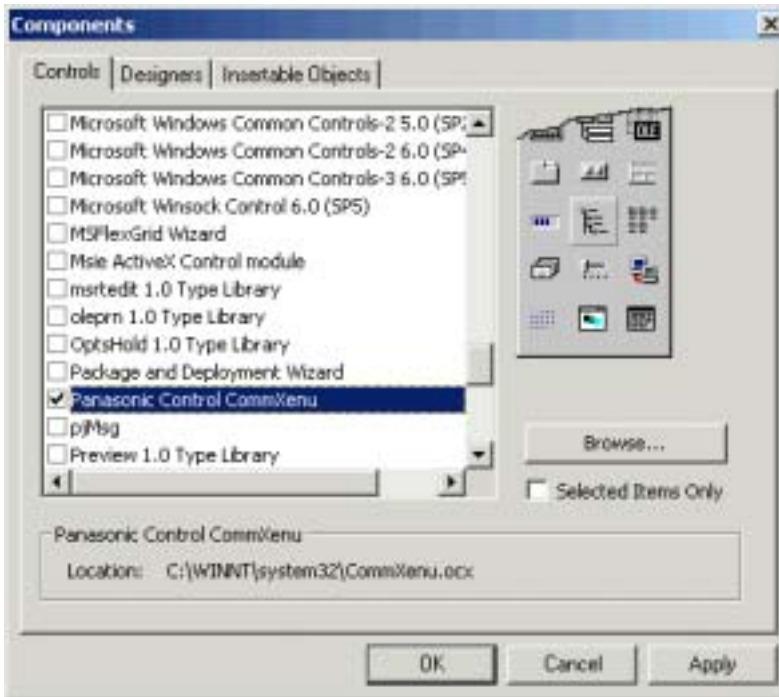 Components
Controls
Designers
Insertable Objects
Microsoft Windows Common Controls-2 5.0 (SP2
Microsoft Windows Common Controls-2 6.0 (SP4
Microsoft Windows Common Controls-3 6.0 (SP5
Microsoft Winsock Control 6.0 (SP5)
MSFlexGrid Wizard
Msie ActiveX Control module
msrtedit 1.0 Type Library
oleprn 1.0 Type Library
OptsHold 1.0 Type Library
Package and Deployment Wizard
Panasonic Control CommXenu
pjMsg
Preview 1.0 Type Library
OLE
Browse...
Selected Items Only
Panasonic Control CommXenu
Location: C:\WINNT\system32\CommXenu.ocx
OK
Cancel
Apply